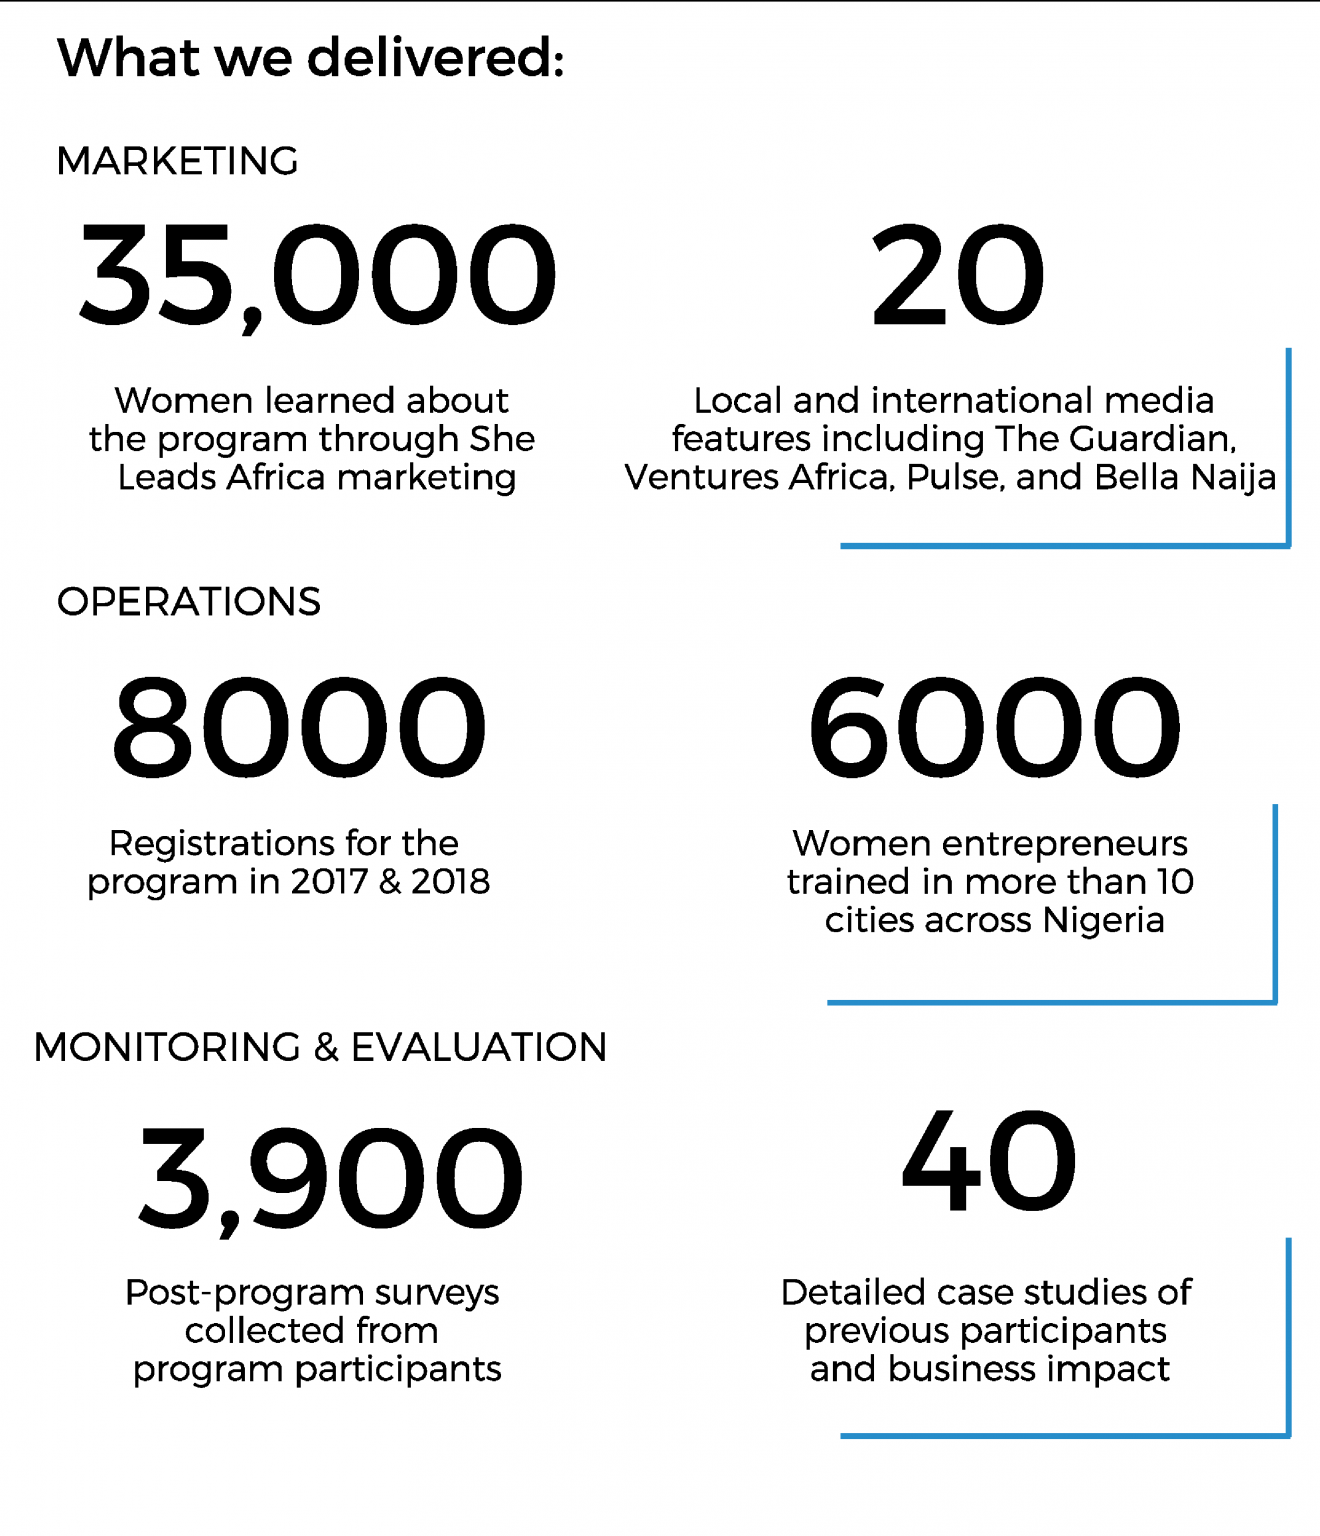 What we delivered:
MARKETING
35,000
Women learned about
the program through She
Leads Africa marketing
20
Local and international media
features including The Guardian,
Ventures Africa, Pulse, and Bella Naija
OPERATIONS
8000
Registrations for the
program in 2017 & 2018
6000
Women entrepreneurs
trained in more than 10
cities across Nigeria
MONITORING & EVALUATION
3,900
Post-program surveys
collected from
program participants
40
Detailed case studies of
previous participants
and business impact